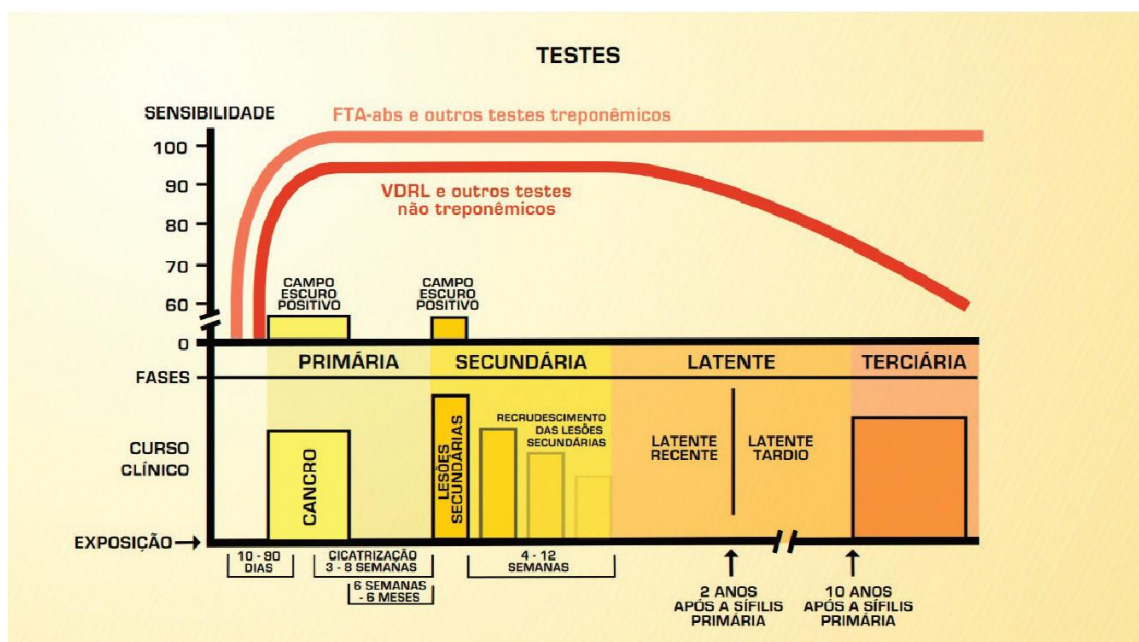 TESTES
SENSIBILIDADE
FTA-abs e outros testes treponêmicos
100
90
80
70
60
0
VDRL e outros testes
não treponêmicos
CAMPO
ESCURO
POSITIVO
CAMPO
ESCURO
POSITIVO
FASES
PRIMÁRIA
SECUNDÁRIA
LATENTE
TERCIÁRIA
CURSO
CLÍNICO
CANCRO
LESÕES
SECUNDÁRIAS
RECRUDESCIMENTO
DAS LESÕES
SECUNDÁRIAS
LATENTE
RECENTE
LATENTE
TARDIO
EXPOSIÇÃO
10 - 90
DIAS
CICATRIZAÇÃO
3 - 8 SEMANAS
6 SEMANAS
- 6 MESES
4 - 12
SEMANAS
2 ANOS
APÓS A SÍFILIS
PRIMÁRIA
10 ANOS
APÓS A SÍFILIS
PRIMÁRIA